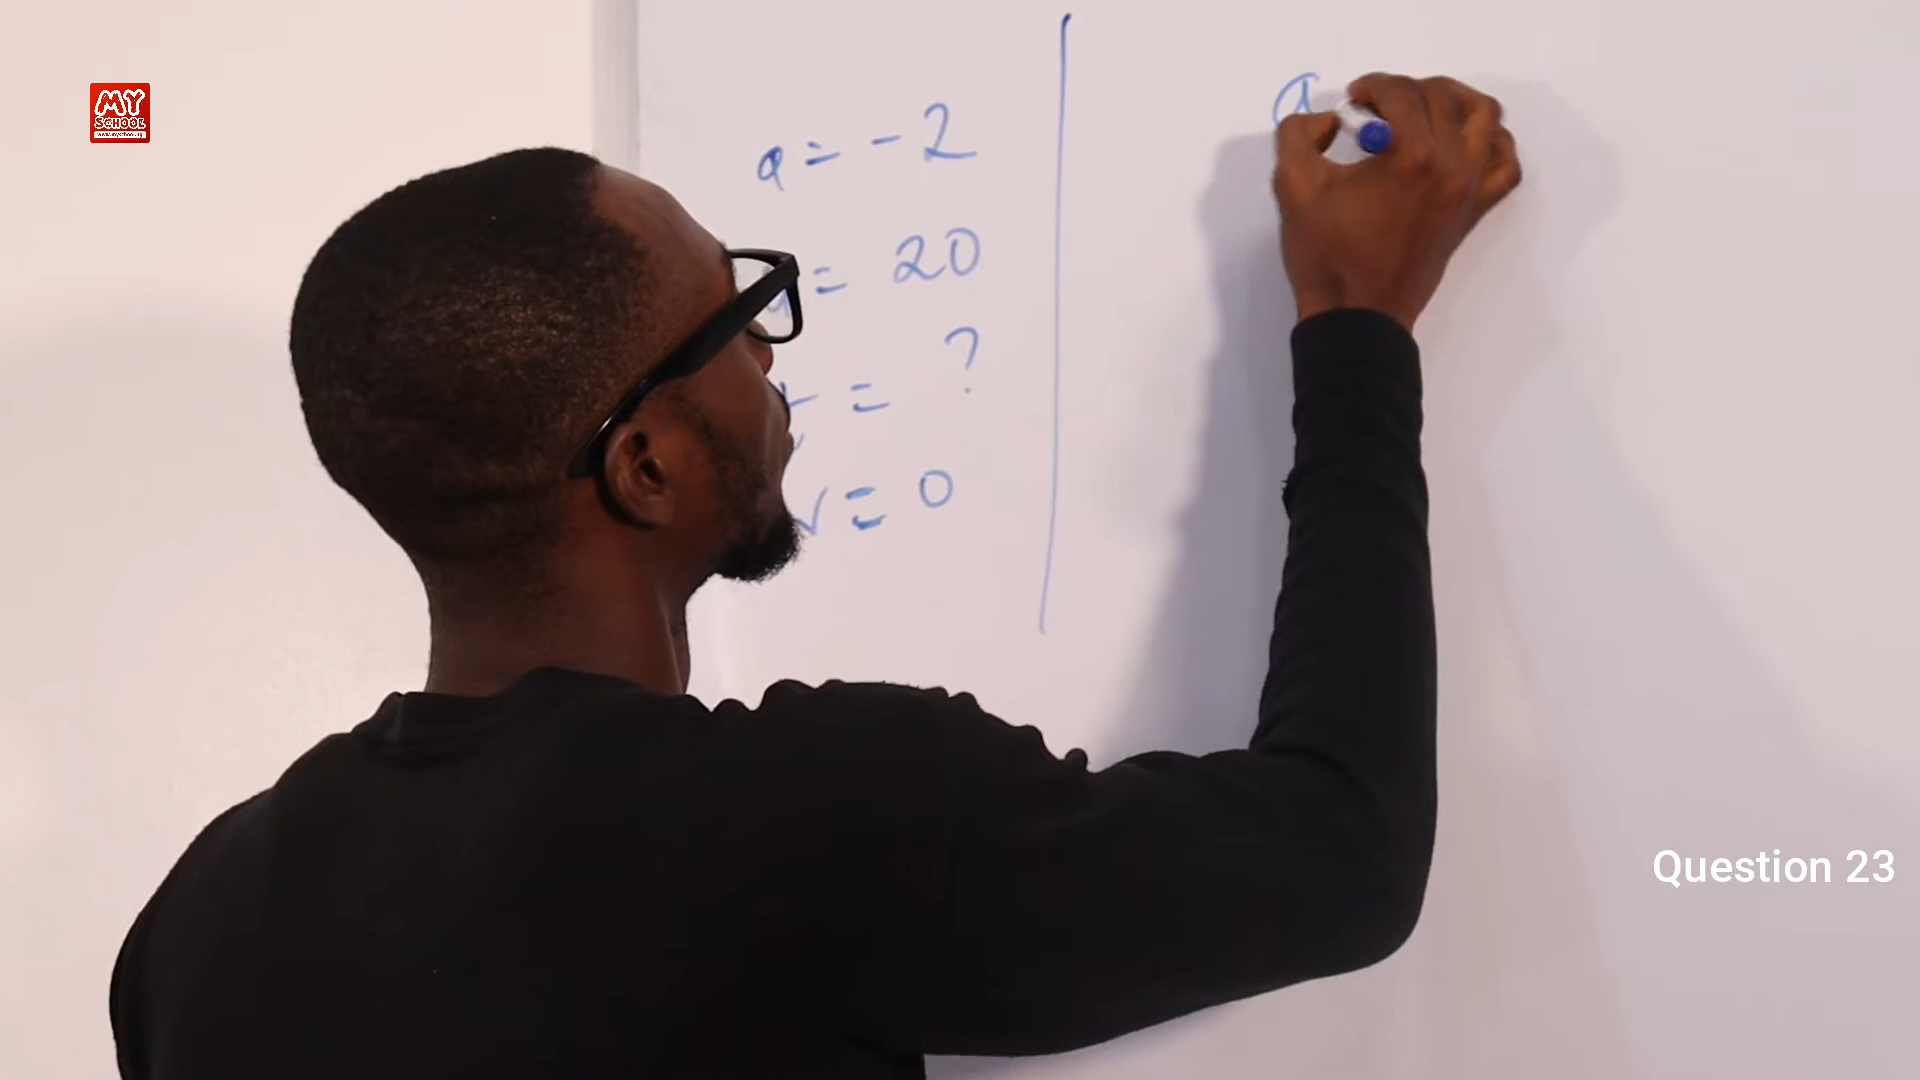 MY
SCHOOL
a = -2
= 20
= ?
v = 0
a
Question 23